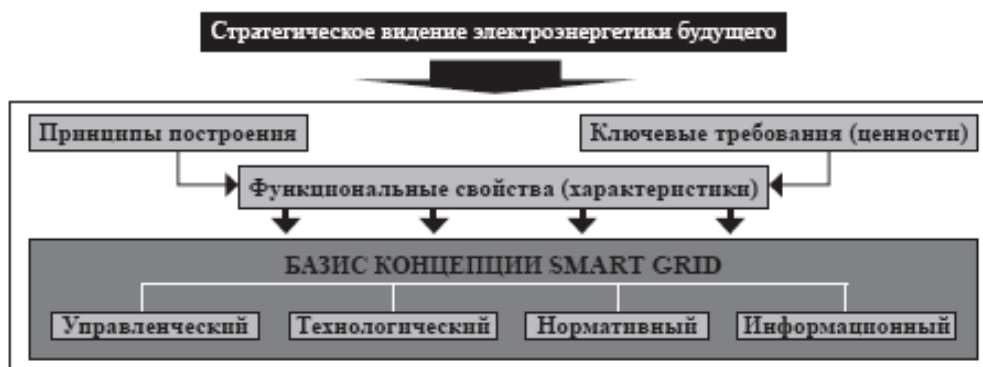 Стратегическое видение электроэнергетики будущего
Принципы построения
Ключевые требования (ценности)
Функциональные свойства (характеристики)
БАЗИС КОНЦЕПЦИИ SMART GRID
Управленческий
Технологический
Нормативный
Информационный